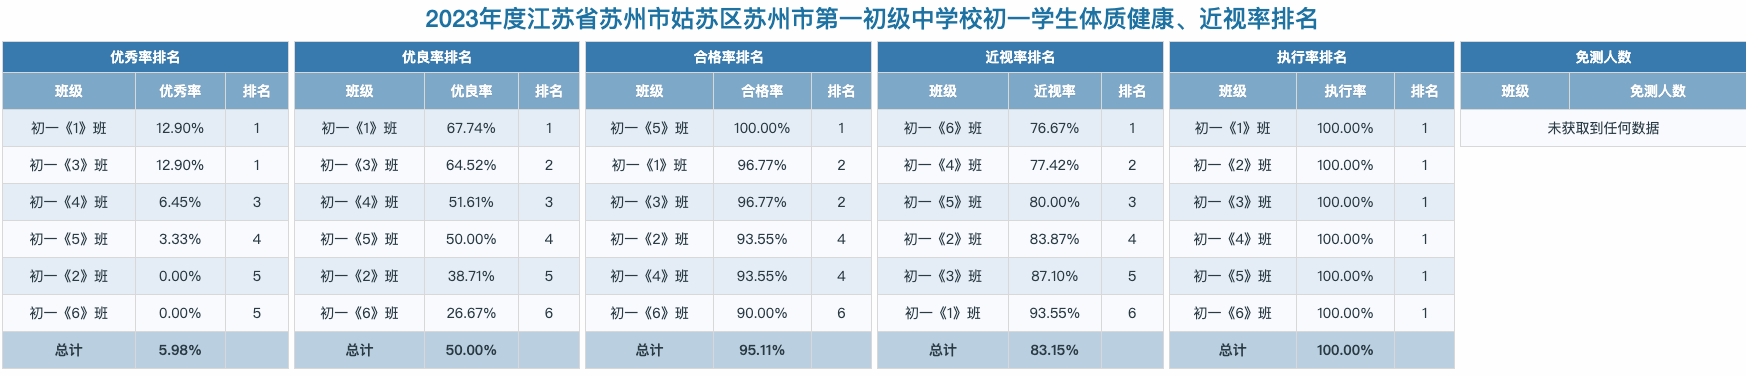 2023年度江苏省苏州市姑苏区苏州市第一初级中学校初一学生体质健康、近视率排名
优秀率排名 优良率排名 合格率排名 近视率排名 执行率排名 免测人数
班级 优秀率 排名 班级 优良率 排名 班级 合格率 排名 班级 近视率 排名 班级 执行率 排名 班级 免测人数
初一《1》班 12.90% 1 初一《1》班 67.74% 1 初一《5》班 100.00% 1 初一《6》班 76.67% 1 初一《1》班 100.00% 1 未获取到任何数据
初一《3》班 12.90% 1 初一《3》班 64.52% 2 初一《1》班 96.77% 2 初一《4》班 77.42% 2 初一《2》班 100.00% 1
初一《4》班 6.45% 3 初一《4》班 51.61% 3 初一《3》班 96.77% 2 初一《5》班 80.00% 3 初一《3》班 100.00% 1
初一《5》班 3.33% 4 初一《5》班 50.00% 4 初一《2》班 93.55% 4 初一《2》班 83.87% 4 初一《4》班 100.00% 1
初一《2》班 0.00% 5 初一《2》班 38.71% 5 初一《4》班 93.55% 4 初一《3》班 87.10% 5 初一《5》班 100.00% 1
初一《6》班 0.00% 5 初一《6》班 26.67% 6 初一《6》班 90.00% 6 初一《1》班 93.55% 6 初一《6》班 100.00% 1
总计 5.98% 总计 50.00% 总计 95.11% 总计 83.15% 总计 100.00%